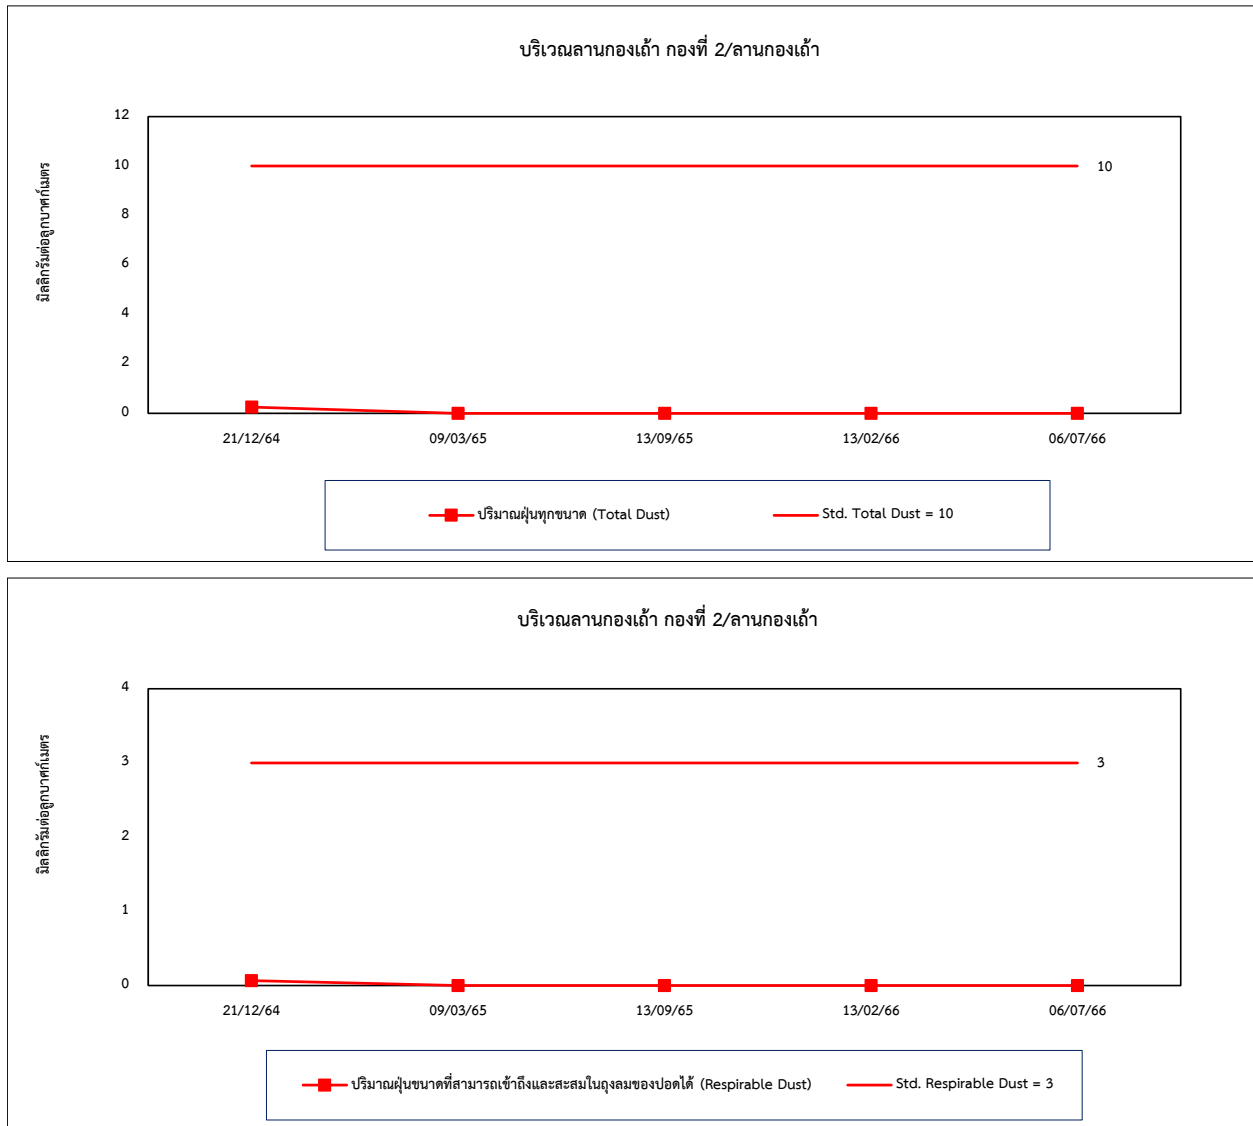 บริเวณลานกองเถ้า กองที่ 2/ลานกองเถ้า
มิลลิกรัมต่อลูกบาศก์เมตร
12
10
8
6
4
2
0
10
21/12/64 09/03/65 13/09/65 13/02/66 06/07/66
ปริมาณฝุ่นทุกขนาด (Total Dust) Std. Total Dust = 10
บริเวณลานกองเถ้า กองที่ 2/ลานกองเถ้า
มิลลิกรัมต่อลูกบาศก์เมตร
4
3
2
1
0
3
21/12/64 09/03/65 13/09/65 13/02/66 06/07/66
ปริมาณฝุ่นขนาดที่สามารถเข้าถึงและสะสมในถุงลมของปอดได้ (Respirable Dust) Std. Respirable Dust = 3